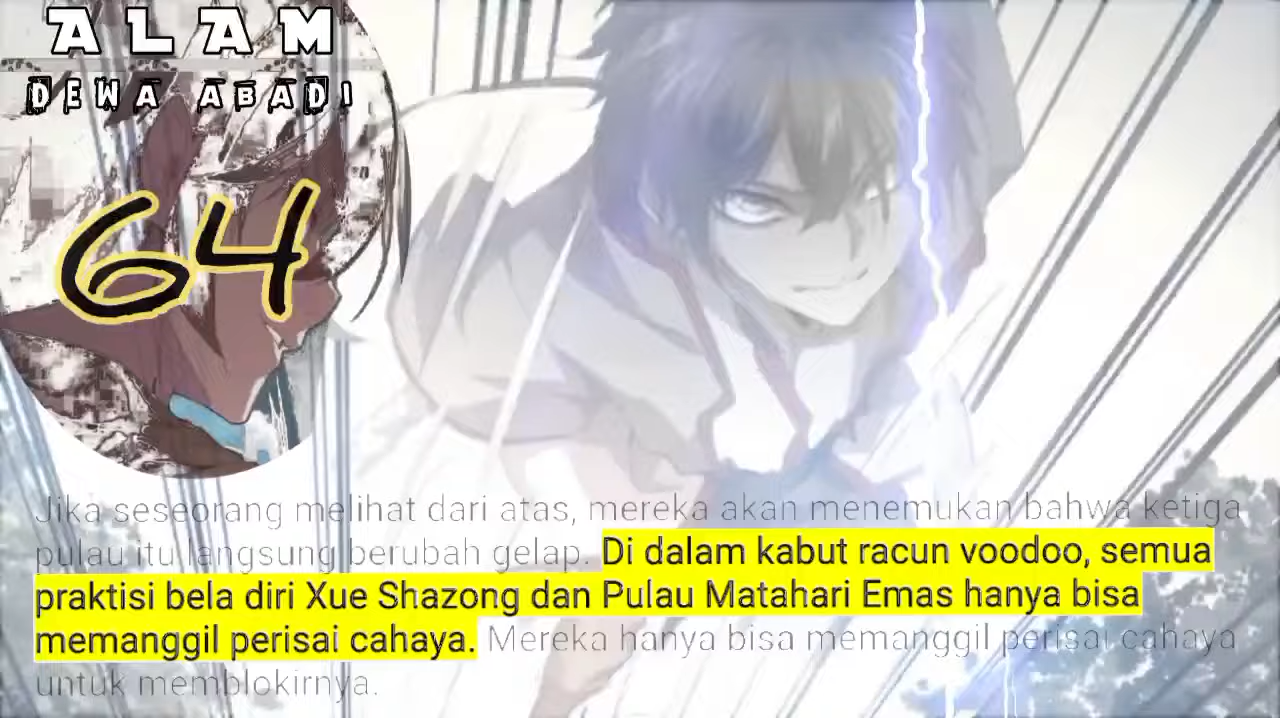 ALAM
DEWA ABADI
64
Jika seseorang melihat dari atas, mereka akan menemukan bahwa ketiga
pulau itu langsung berubah gelap. Di dalam kabut racun voodoo, semua
praktisi bela diri Xue Shazong dan Pulau Matahari Emas hanya bisa
memanggil perisai cahaya. Mereka hanya bisa memanggil perisai cahaya
untuk memblokirnya.